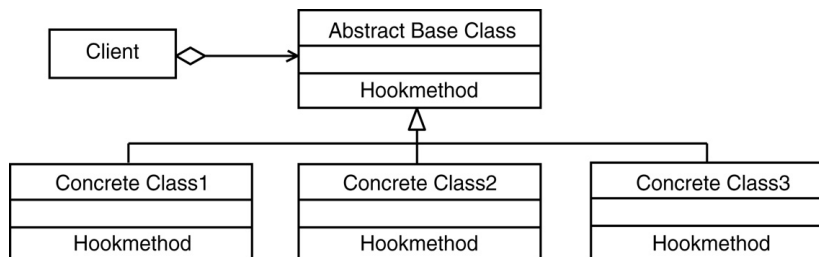 Client
Abstract Base Class
Hookmethod
Concrete Class1
Concrete Class2
Concrete Class3
Hookmethod
Hookmethod
Hookmethod